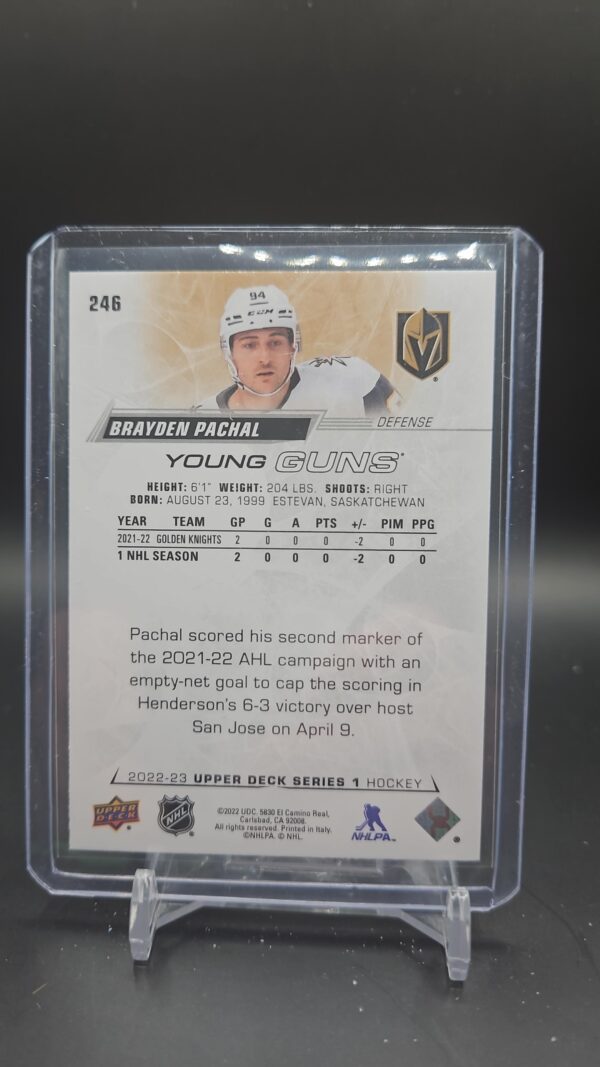 246
94
CCM
BRAYDEN PACHAL
DEFENSE
YOUNG GUNS®
HEIGHT: 6'1" WEIGHT: 204 LBS. SHOOTS: RIGHT
BORN: AUGUST 23, 1999 ESTEVAN, SASKATCHEWAN
YEAR TEAM GP G A PTS +/- PIM PPG
2021-22 GOLDEN KNIGHTS 2 0 0 0 -2 0 0
1 NHL SEASON 2 0 0 0 -2 0 0
Pachal scored his second marker of
the 2021-22 AHL campaign with an
empty-net goal to cap the scoring in
Henderson's 6-3 victory over host
San Jose on April 9.
2022-23 UPPER DECK SERIES 1 HOCKEY
UPPER DECK
NHL
©2022 UDC. 5830 El Camino Real,
Carlsbad, CA 92008.
All rights reserved. Printed in Italy.
©NHLPA. © NHL.
NHLPA™